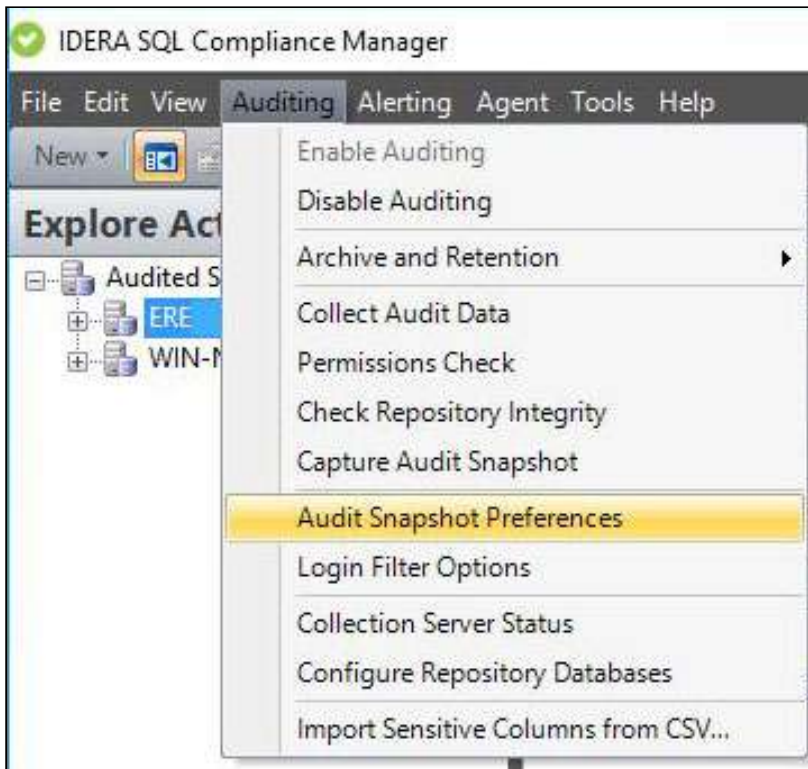 IDERA SQL Compliance Manager
File Edit View Auditing Alerting Agent Tools Help
New
Enable Auditing
Disable Auditing
Explore
Archive and Retention
Audited
Collect Audit Data
ERE
Permissions Check
Check Repository Integrity
Capture Audit Snapshot
Audit Snapshot Preferences
Login Filter Options
Collection Server Status
Configure Repository Databases
Import Sensitive Columns from CSV...